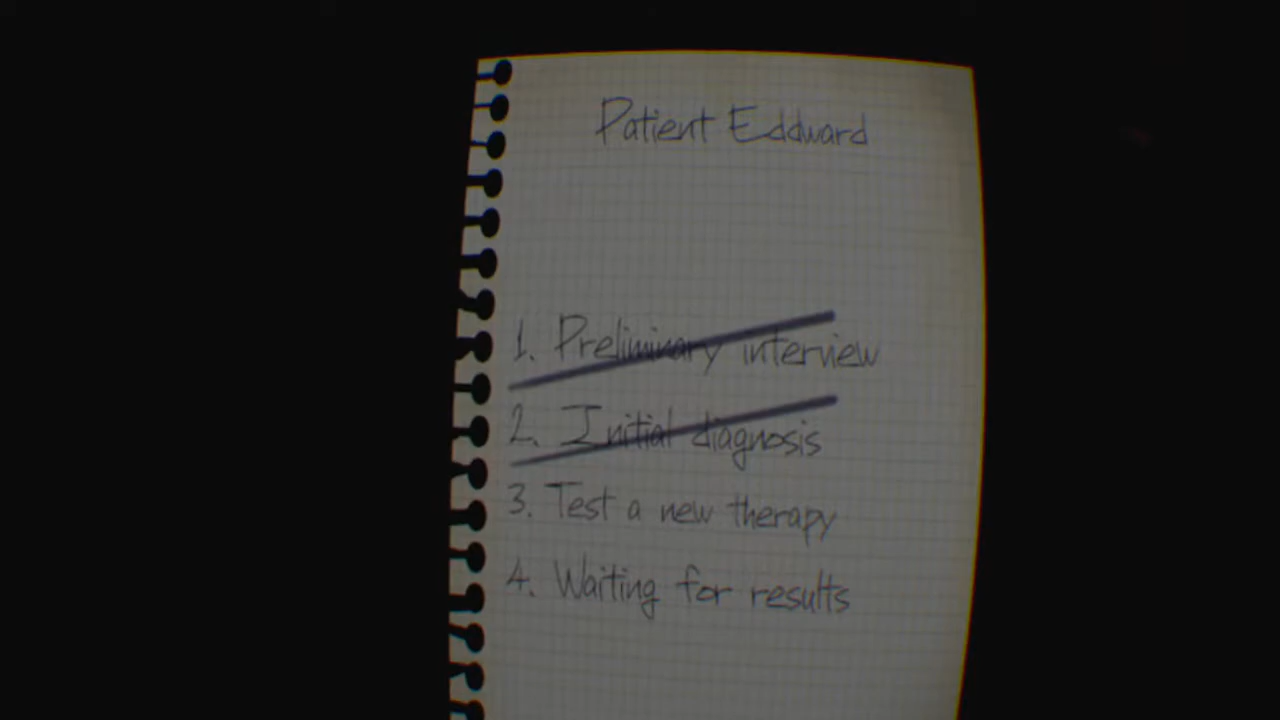 Patient Eddward
1. Preliminary interview
2. Initial diagnosis
3. Test a new therapy
4. Waiting for results